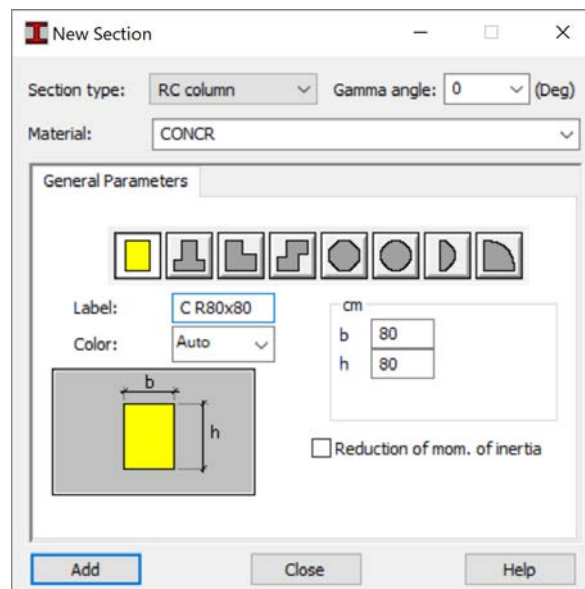 New Section
Section type: RC column Gamma angle: 0 (Deg)
Material: CONCR
General Parameters
Label: C R80x80
Color: Auto
cm
b 80
h 80
b
h
Reduction of mom. of inertia
Add Close Help